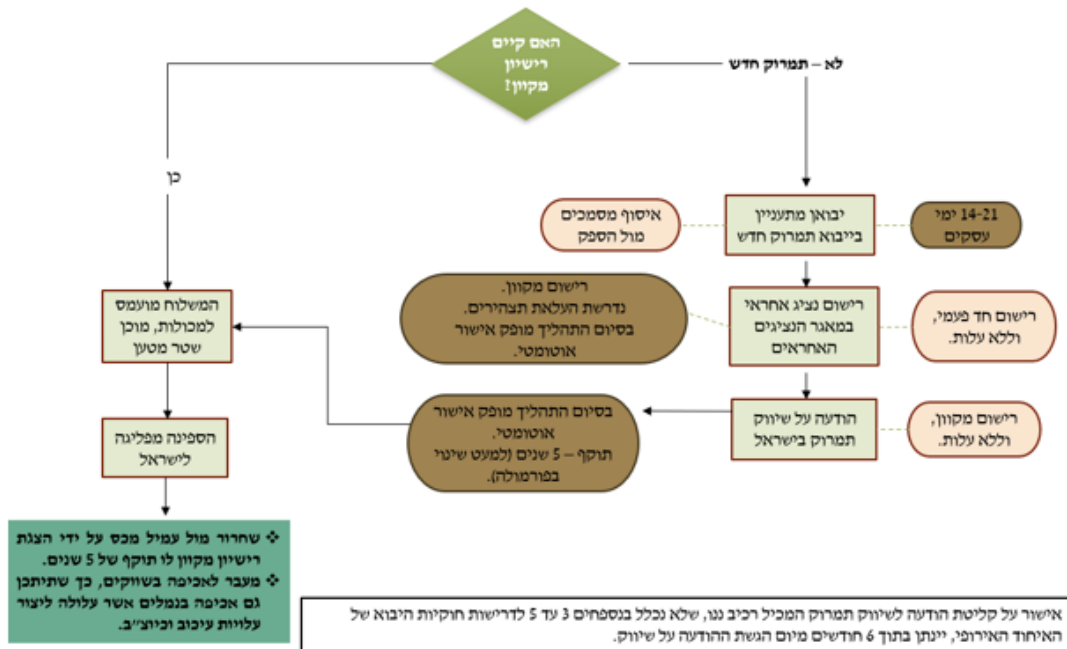 האם קיים
רישיון
מקוון?
לא – תמרוק חדש
כן
יבואן מתעניין
בייבוא תמרוק חדש
14-21 ימי
עסקים
איסוף מסמכים
מול הספק
רישום נציג אחראי
במאגר הנציגים
האחראים
רישום חד פעמי,
וללא עלות.
רישום מקוון.
נדרשת העלאת תצהירים.
בסיום התהליך מופק אישור
אוטומטי.
הודעה על שיווק
תמרוק בישראל
רישום מקוון,
וללא עלות.
בסיום התהליך מופק אישור
אוטומטי.
תוקף – 5 שנים (למעט שינוי
בפורמולה).
המשלוח מועמס
למכולות, מוכן
שטר מטען
הספינה מפליגה
לישראל
❖ שחרור מול עמיל מכס על ידי הצגת
רישיון מקוון לו תוקף של 5 שנים.
❖ מעבר לאכיפה בשווקים, כך שתיתכן
גם אכיפה בנמלים אשר עלולה ליצור
עלויות עיכוב וכיוצ״ב.
אישור על קליטת הודעה לשיווק תמרוק המכיל רכיב ננו, שלא נכלל בנספחים 3 עד 5 לדרישות חוקיות היבוא של
האיחוד האירופי, יינתן בתוך 6 חודשים מיום הגשת ההודעה על שיווק.